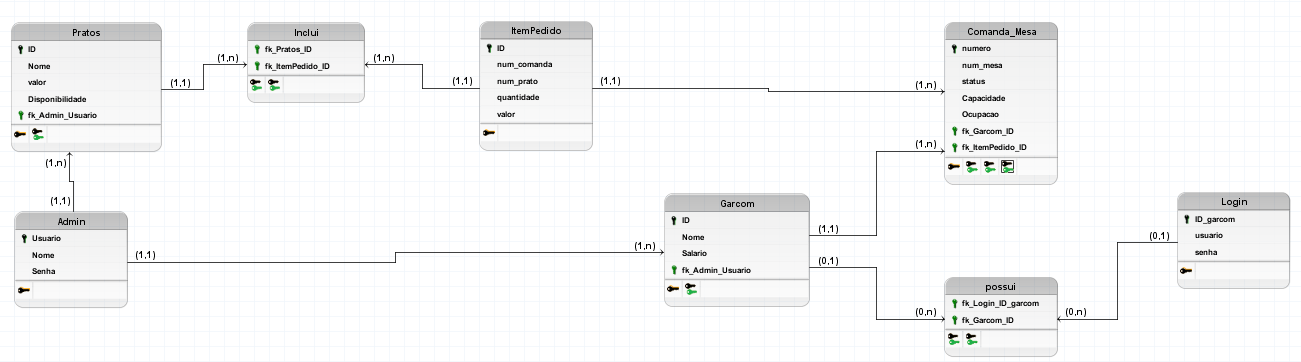 Pratos
ID
Nome
valor
Disponibilidade
fk_Admin_Usuario
(1,1)
(1,n)
Inclui
fk_Pratos_ID
fk_ItemPedido_ID
(1,n)
(1,1)
ItemPedido
ID
num_comanda
num_prato
quantidade
valor
(1,1)
(1,n)
Comanda_Mesa
numero
num_mesa
status
Capacidade
Ocupacao
fk_Garcom_ID
fk_ItemPedido_ID
(1,n)
(1,n)
(1,1)
Admin
Usuario
Nome
Senha
(1,1)
(1,n)
Garcom
ID
Nome
Salario
fk_Admin_Usuario
(1,1)
(0,1)
(0,n)
possui
fk_Login_ID_garcom
fk_Garcom_ID
(0,n)
(0,1)
Login
ID_garcom
usuario
senha